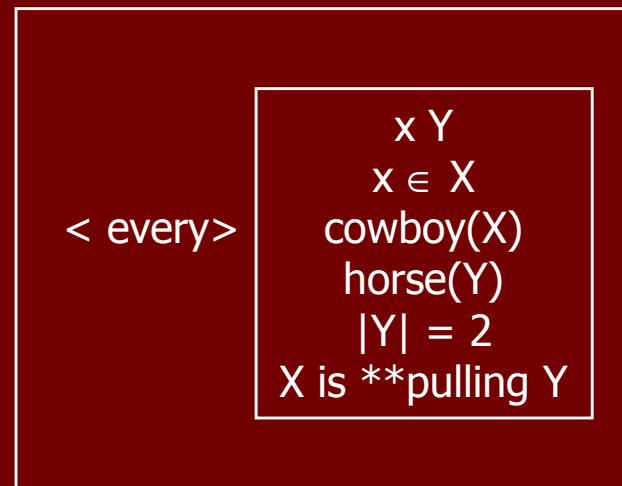 x Y
x ∈ X
< every> cowboy(X)
horse(Y)
|Y| = 2
X is **pulling Y